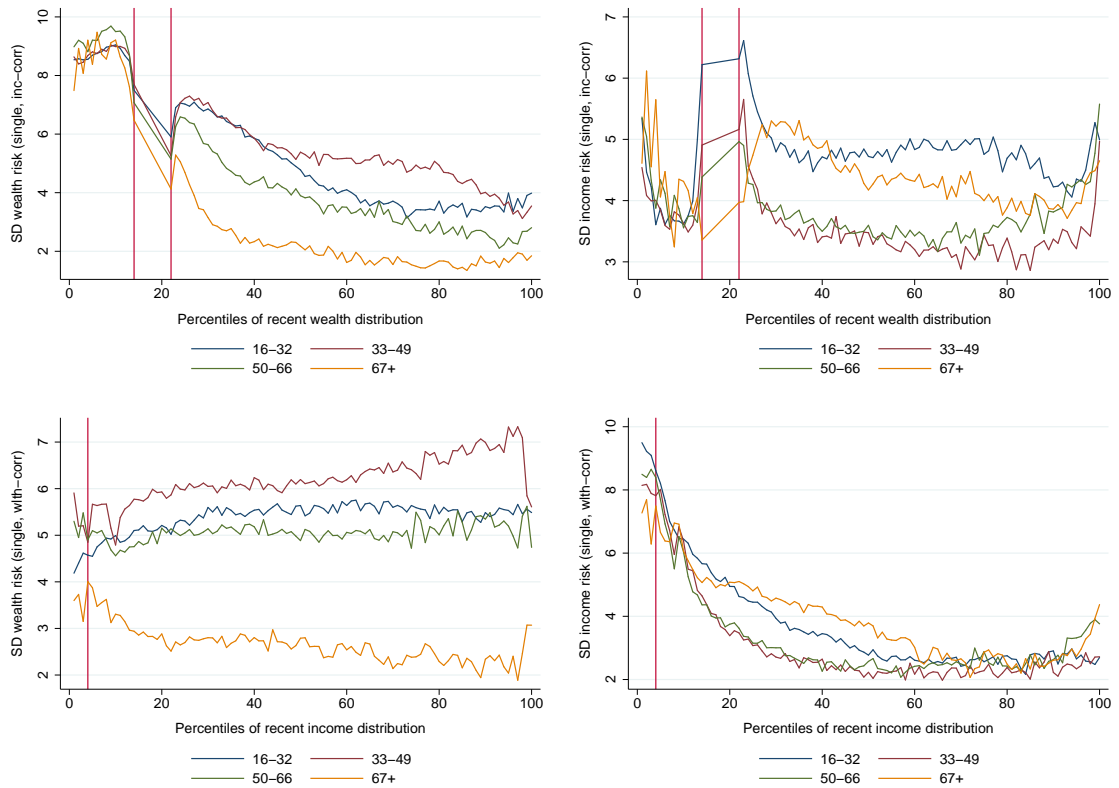 SD wealth risk (single, inc−corr)
10
8
6
4
2
0 20 40 60 80 100
Percentiles of recent wealth distribution
16−32 33−49
50−66 67+
SD income risk (single, inc−corr)
7
6
5
4
3
0 20 40 60 80 100
Percentiles of recent wealth distribution
16−32 33−49
50−66 67+
SD wealth risk (single, wlth−corr)
7
6
5
4
3
2
0 20 40 60 80 100
Percentiles of recent income distribution
16−32 33−49
50−66 67+
SD income risk (single, wlth−corr)
10
8
6
4
2
0 20 40 60 80 100
Percentiles of recent income distribution
16−32 33−49
50−66 67+